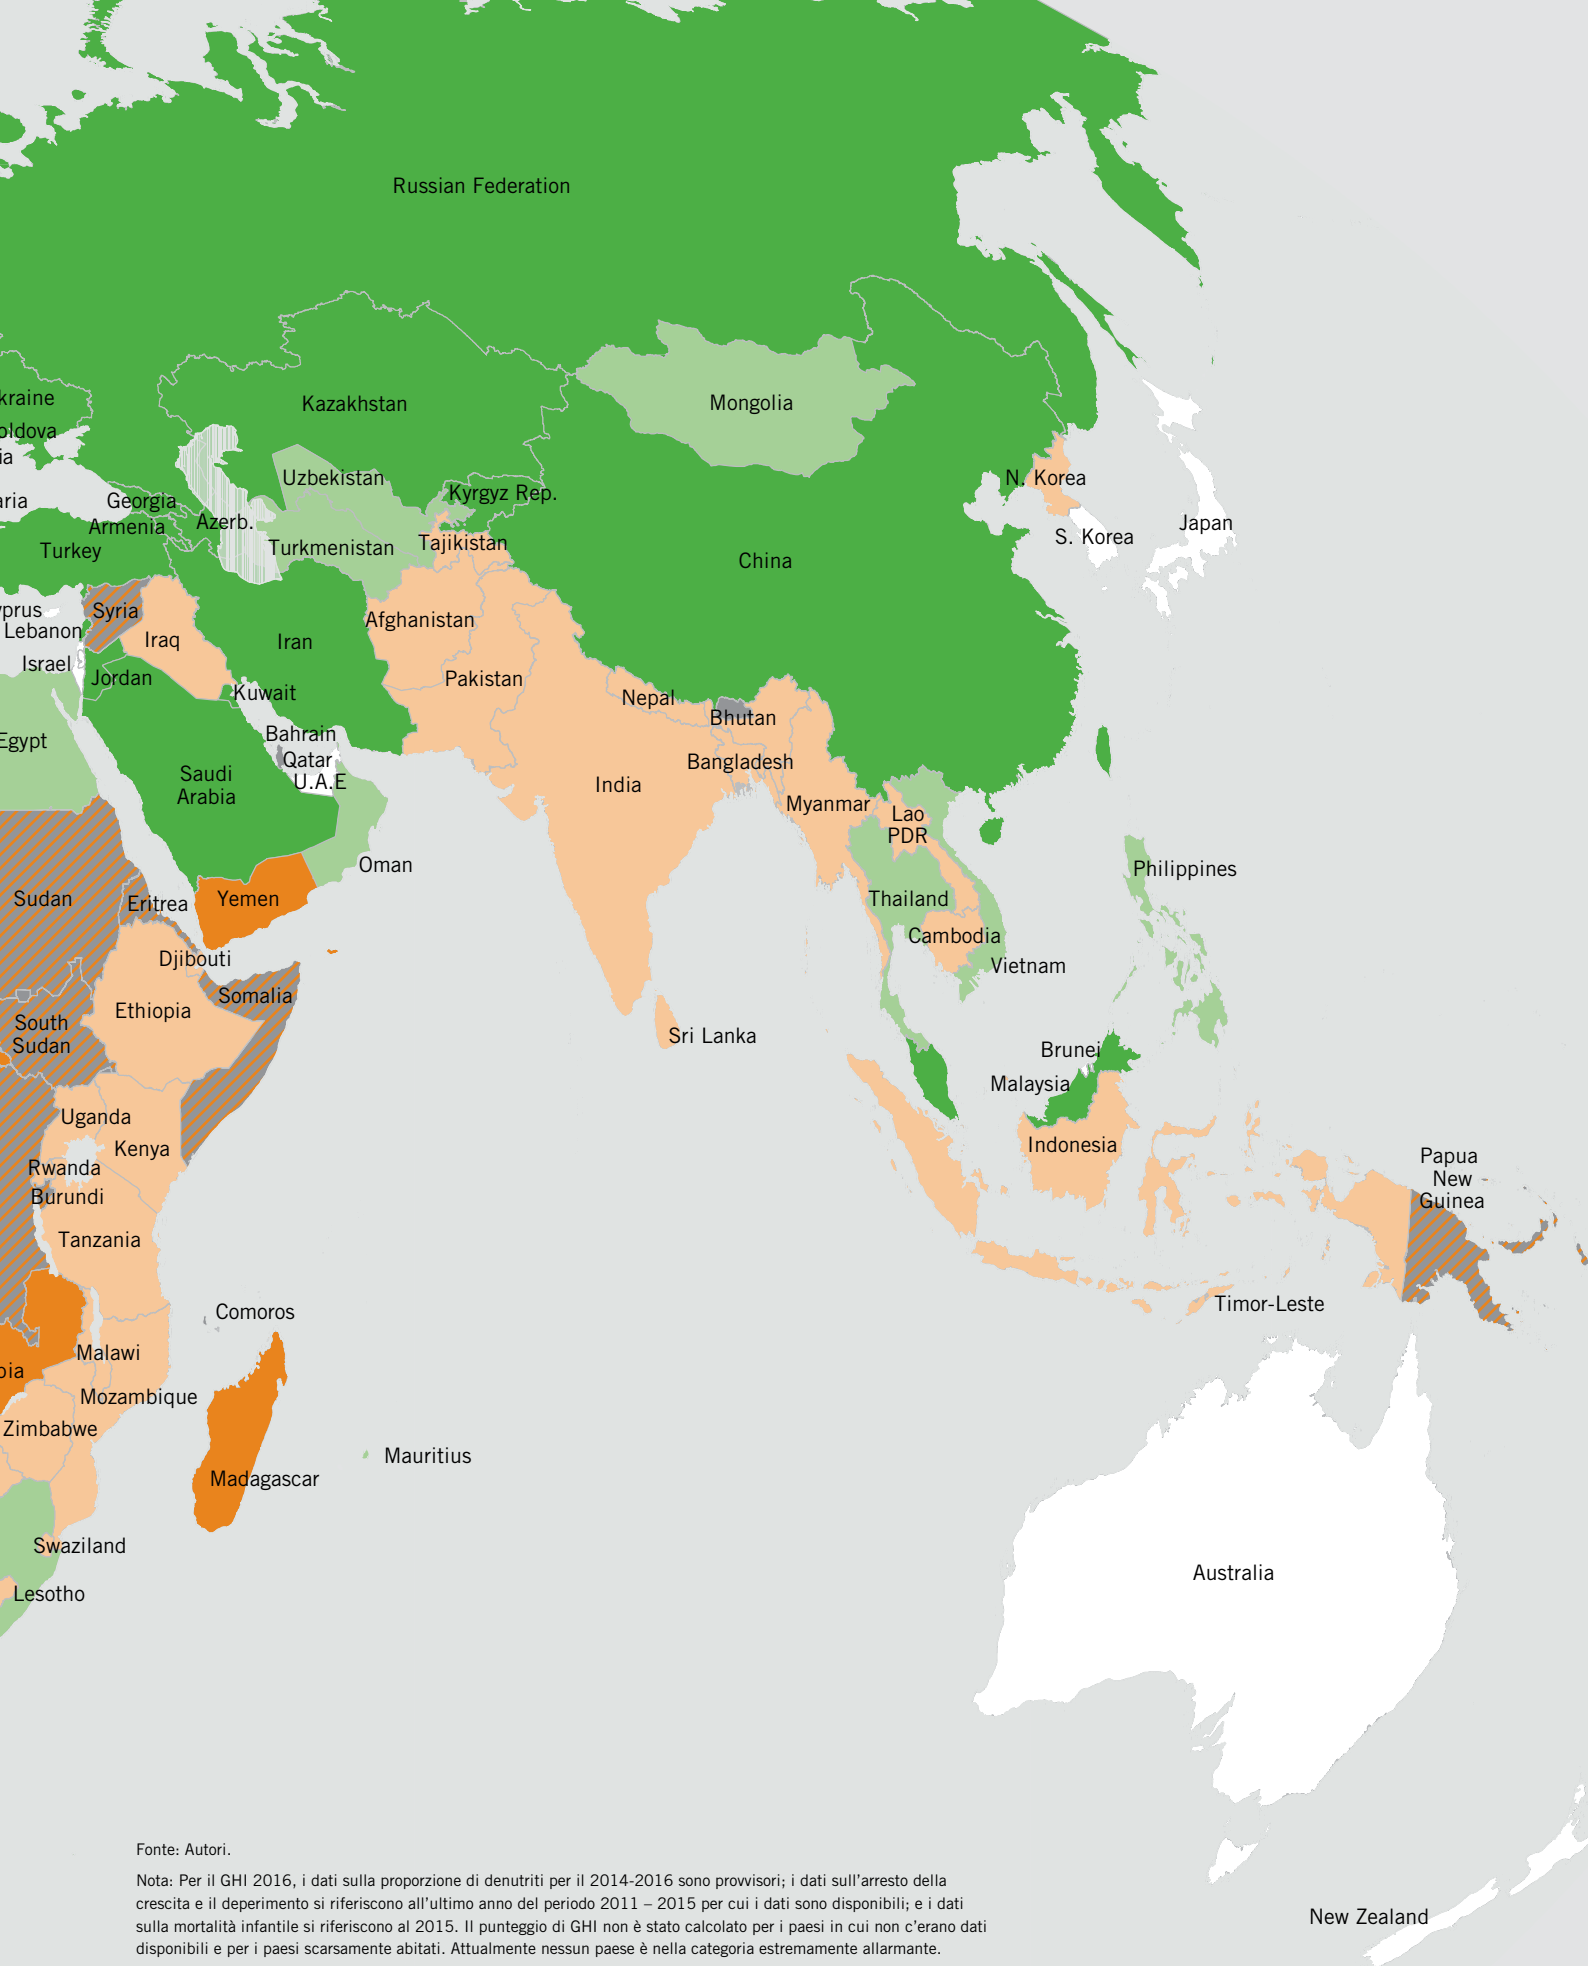 Russian Federation
kraine
Kazakhstan
Mongolia
oldova
ia
Uzbekistan
N. Korea
Kyrgyz Rep.
aria
Georgia
Azerb.
Japan
Armenia
S. Korea
Turkey
Turkmenistan
Tajikistan
China
yprus
Syria
Afghanistan
Lebanon
Iraq
Iran
Israel
Jordan
Pakistan
Kuwait
Nepal
Bhutan
Bahrain
Egypt
Qatar
Bangladesh
Saudi
Arabia
U.A.E
India
Myanmar
Lao
PDR
Oman
Philippines
Sudan
Eritrea
Yemen
Thailand
Cambodia
Djibouti
Vietnam
Somalia
Ethiopia
South
Sudan
Sri Lanka
Brunei
Malaysia
Uganda
Kenya
Indonesia
Papua
New
Guinea
Rwanda
Burundi
Tanzania
Comoros
Timor-Leste
Malawi
bia
Mozambique
Zimbabwe
Mauritius
Madagascar
Swaziland
Australia
Lesotho
Fonte: Autori.
Nota: Per il GHI 2016, i dati sulla proporzione di denutriti per il 2014-2016 sono provvisori; i dati sull'arresto della
crescita e il deperimento si riferiscono all'ultimo anno del periodo 2011 – 2015 per cui i dati sono disponibili; e i dati
sulla mortalità infantile si riferiscono al 2015. Il punteggio di GHI non è stato calcolato per i paesi in cui non c'erano dati
disponibili e per i paesi scarsamente abitati. Attualmente nessun paese è nella categoria estremamente allarmante.
New Zealand